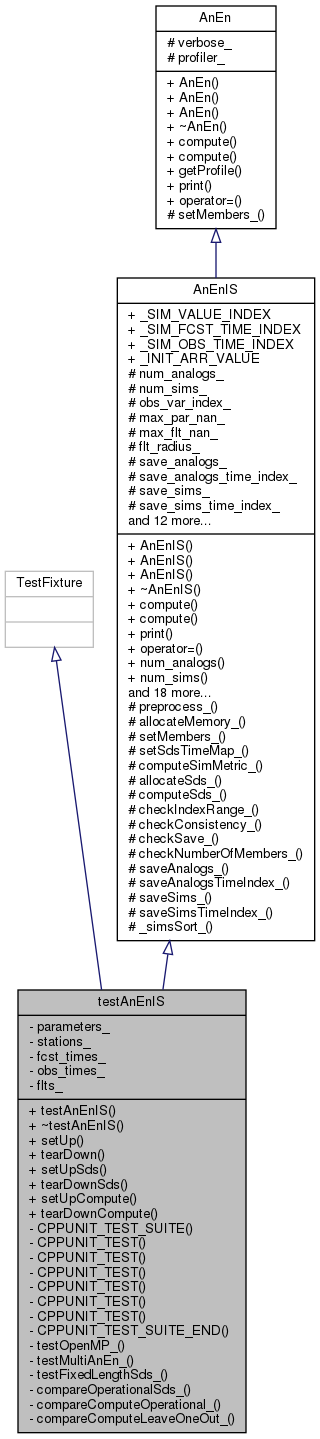 AnEn
# verbose_
# profiler_
+ AnEn()
+ AnEn()
+ AnEn()
+ ~AnEn()
+ compute()
+ compute()
+ getProfile()
+ print()
+ operator=()
# setMembers_()
AnEnIS
+ _SIM_VALUE_INDEX
+ _SIM_FCST_TIME_INDEX
+ _SIM_OBS_TIME_INDEX
+ _INIT_ARR_VALUE
# num_analogs_
# num_sims_
# obs_var_index_
# max_par_nan_
# max_flt_nan_
# flt_radius_
# save_analogs_
# save_analogs_time_index_
# save_sims_
# save_sims_time_index_
and 12 more...
+ AnEnIS()
+ AnEnIS()
+ AnEnIS()
+ ~AnEnIS()
+ compute()
+ compute()
+ print()
+ operator=()
+ num_analogs()
+ num_sims()
and 18 more...
# preprocess_()
# allocateMemory_()
# setMembers_()
# setSdsTimeMap_()
# computeSimMetric_()
# allocateSds_()
# computeSds_()
# checkIndexRange_()
# checkConsistency_()
# checkSave_()
# checkNumberOfMembers_()
# saveAnalogs_()
# saveAnalogsTimeIndex_()
# saveSims_()
# saveSimsTimeIndex_()
# _simsSort_()
TestFixture
testAnEnIS
- parameters_
- stations_
- fcst_times_
- obs_times_
- flts_
+ testAnEnIS()
+ ~testAnEnIS()
+ setUp()
+ tearDown()
+ setUpSds()
+ tearDownSds()
+ setUpCompute()
+ tearDownCompute()
- CPPUNIT_TEST_SUITE()
- CPPUNIT_TEST()
- CPPUNIT_TEST()
- CPPUNIT_TEST()
- CPPUNIT_TEST()
- CPPUNIT_TEST()
- CPPUNIT_TEST()
- CPPUNIT_TEST_SUITE_END()
- testOpenMP_()
- testMultiAnEn_()
- testFixedLengthSds_()
- compareOperationalSds_()
- compareComputeOperational_()
- compareComputeLeaveOneOut_()